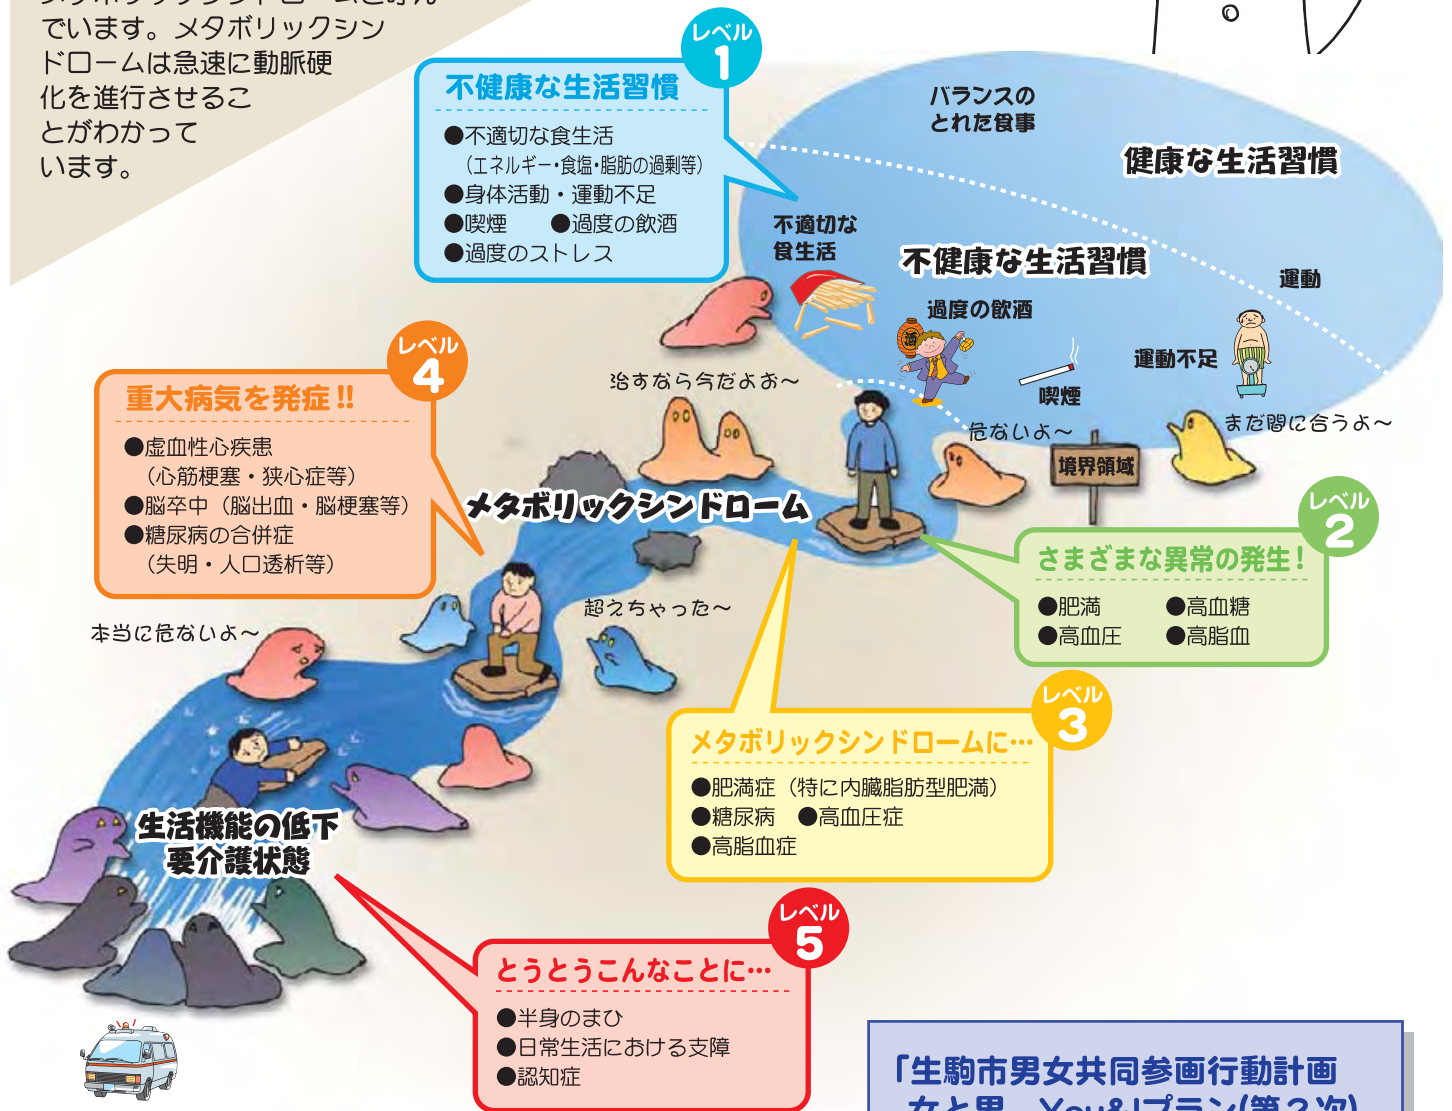 でいます。メタボリックシン
ドロームは急速に動脈硬
化を進行させるこ
とがわかって
います。
レベル
1
不健康な生活習慣
●不適切な食生活
（エネルギー・食塩・脂肪の過剰等）
●身体活動・運動不足
●喫煙　●過度の飲酒
●過度のストレス
バランスの
とれた食事
健康な生活習慣
不適切な
食生活
不健康な生活習慣
運動
過度の飲酒
酒
運動不足
喫煙
治すなら今だよお～
危ないよ～
まだ間に合うよ～
境界領域
レベル
4
重大病気を発症!!
●虚血性心疾患
（心筋梗塞・狭心症等）
●脳卒中（脳出血・脳梗塞等）
●糖尿病の合併症
（失明・人口透析等）
メタボリックシンドローム
レベル
2
さまざまな異常の発生!
●肥満　●高血糖
●高血圧　●高脂血
超えちゃった～
本当に危ないよ～
レベル
3
メタボリックシンドロームに…
●肥満症（特に内臓脂肪型肥満）
●糖尿病　●高血圧症
●高脂血症
生活機能の低下
要介護状態
レベル
5
とうとうこんなことに…
●半身のまひ
●日常生活における支障
●認知症
「生駒市男女共同参画行動計画